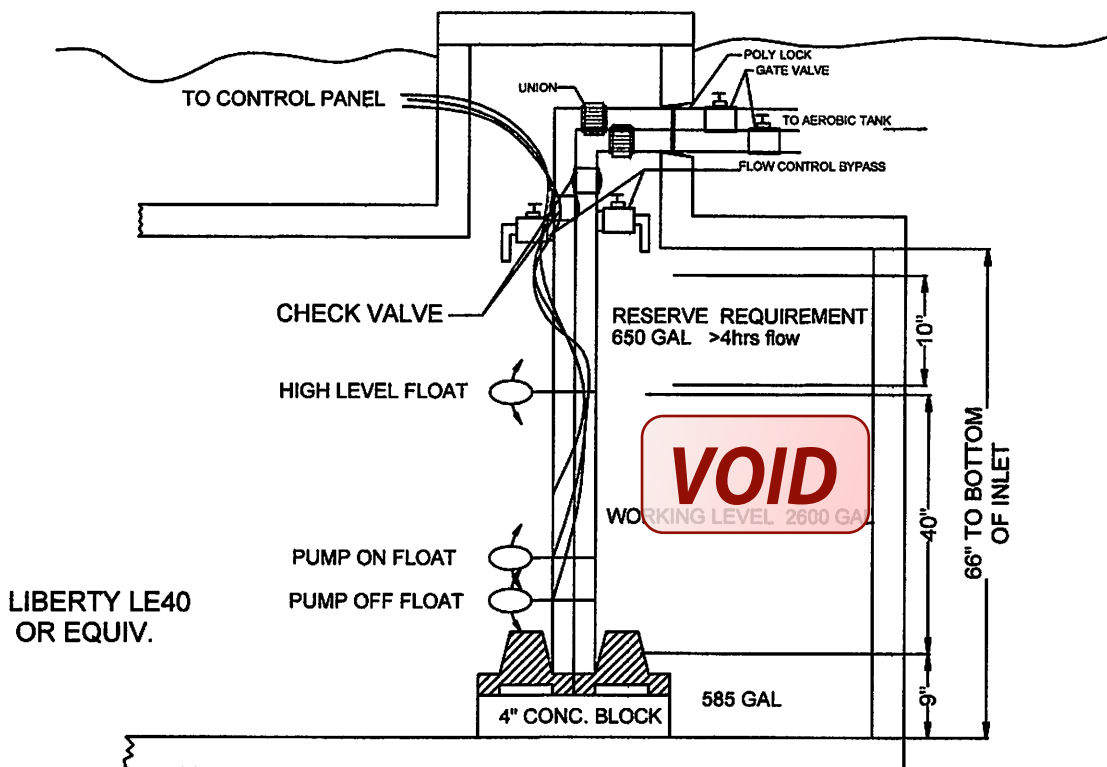 POLY LOCK
GATE VALVE
UNION
TO CONTROL PANEL
TO AEROBIC TANK
FLOW CONTROL BYPASS
CHECK VALVE
RESERVE REQUIREMENT
650 GAL >4hrs flow
10"
HIGH LEVEL FLOAT
VOID
WORKING LEVEL 2600 GAL
40"
66" TO BOTTOM
OF INLET
PUMP ON FLOAT
PUMP OFF FLOAT
LIBERTY LE40
OR EQUIV.
585 GAL
9"
4" CONC. BLOCK